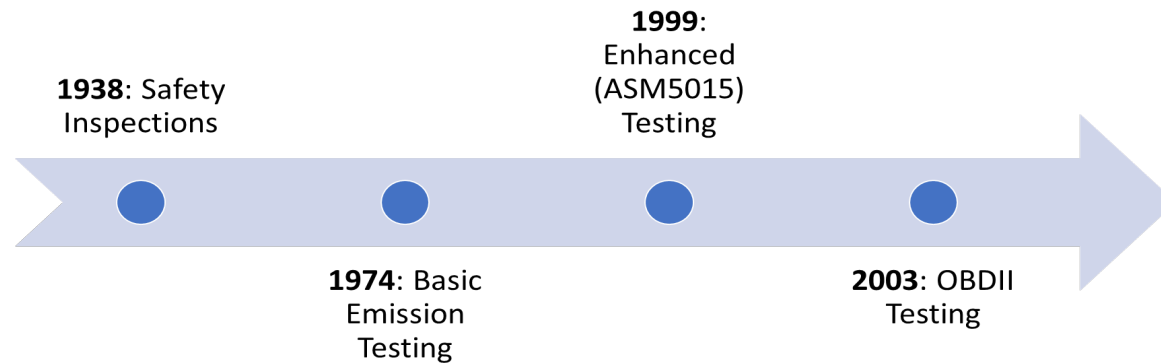 1938: Safety
Inspections
1974: Basic
Emission
Testing
1999:
Enhanced
(ASM5015)
Testing
2003: OBDII
Testing